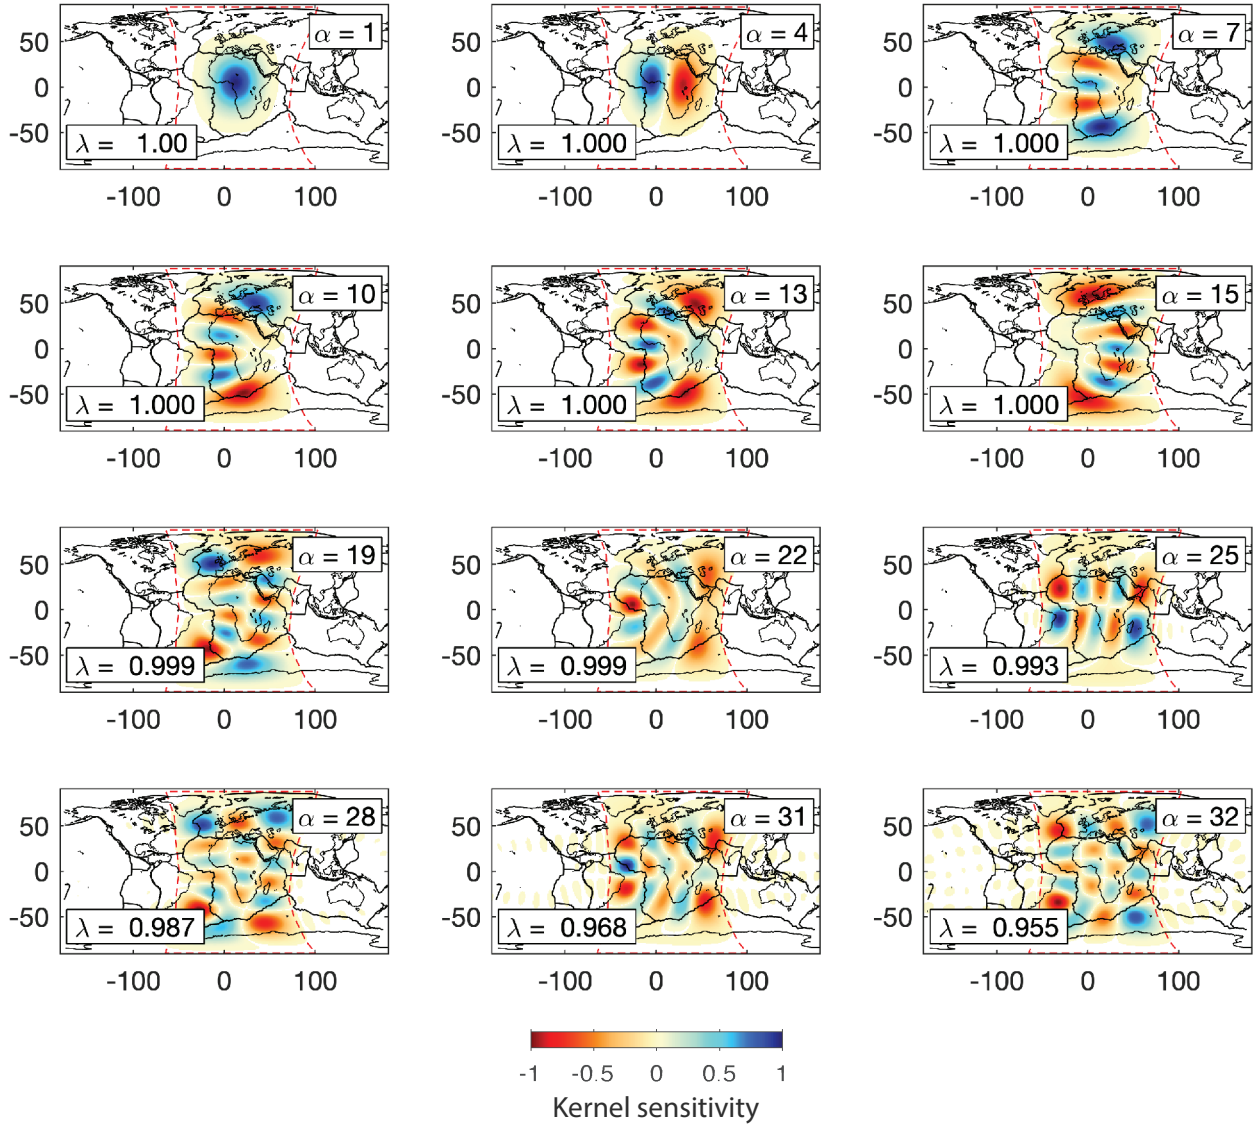 50 α = 1 α = 4 50 α = 7
0 0
-50 λ = 1.00 λ = 1.000 -50 λ = 1.000
-100 0 100 -100 0 100 -100 0 100
50 α = 10 50 α = 13 50 α = 15
0 0 0
-50 λ = 1.000 -50 λ = 1.000 -50 λ = 1.000
-100 0 100 -100 0 100 -100 0 100
50 α = 19 50 α = 22 50 α = 25
0 0 0
-50 λ = 0.999 -50 λ = 0.999 -50 λ = 0.993
-100 0 100 -100 0 100 -100 0 100
50 α = 28 50 α = 31 50 α = 32
0 0 0
-50 λ = 0.987 -50 λ = 0.968 -50 λ = 0.955
-100 0 100 -100 0 100 -100 0 100
-1 -0.5 0 0.5 1
Kernel sensitivity